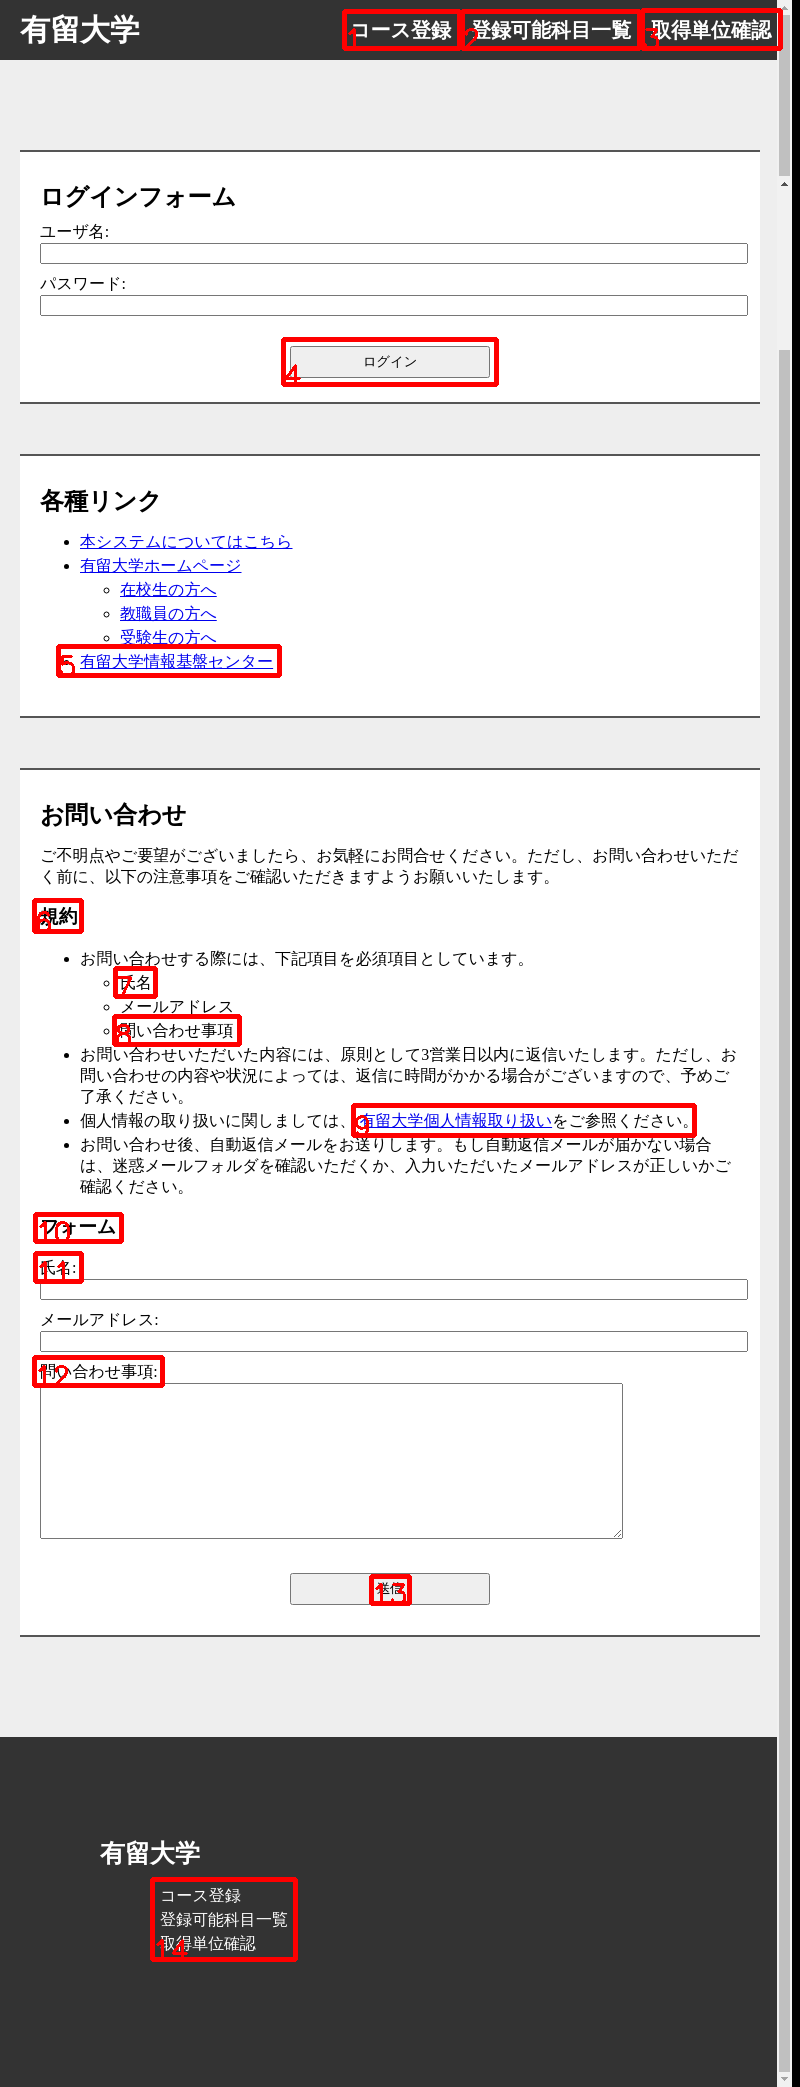 有留大学 コース登録 登録可能科目一覧 取得単位確認
1 2 3
ログインフォーム
ユーザ名:
パスワード:
ログイン
4
各種リンク
本システムについてはこちら
有留大学ホームページ
在校生の方へ
教職員の方へ
受験生の方へ
5 有留大学情報基盤センター
お問い合わせ
ご不明点やご要望がございましたら、お気軽にお問合せください。ただし、お問い合わせいただ
く前に、以下の注意事項をご確認いただきますようお願いいたします。
規約
お問い合わせする際には、下記項目を必須項目としています。
7 氏名
メールアドレス
8 問い合わせ事項
お問い合わせいただいた内容には、原則として3営業日以内に返信いたします。ただし、お
問い合わせの内容や状況によっては、返信に時間がかかる場合がございますので、予めご
了承ください。
個人情報の取り扱いに関しましては、9 有留大学個人情報取り扱いをご参照ください。
お問い合わせ後、自動返信メールをお送りします。もし自動返信メールが届かない場合
は、迷惑メールフォルダを確認いただくか、入力いただいたメールアドレスが正しいかご
確認ください。
10 フォーム
11 氏名:
メールアドレス:
12 問い合わせ事項:
13 送信
有留大学
コース登録
登録可能科目一覧
14 取得単位確認